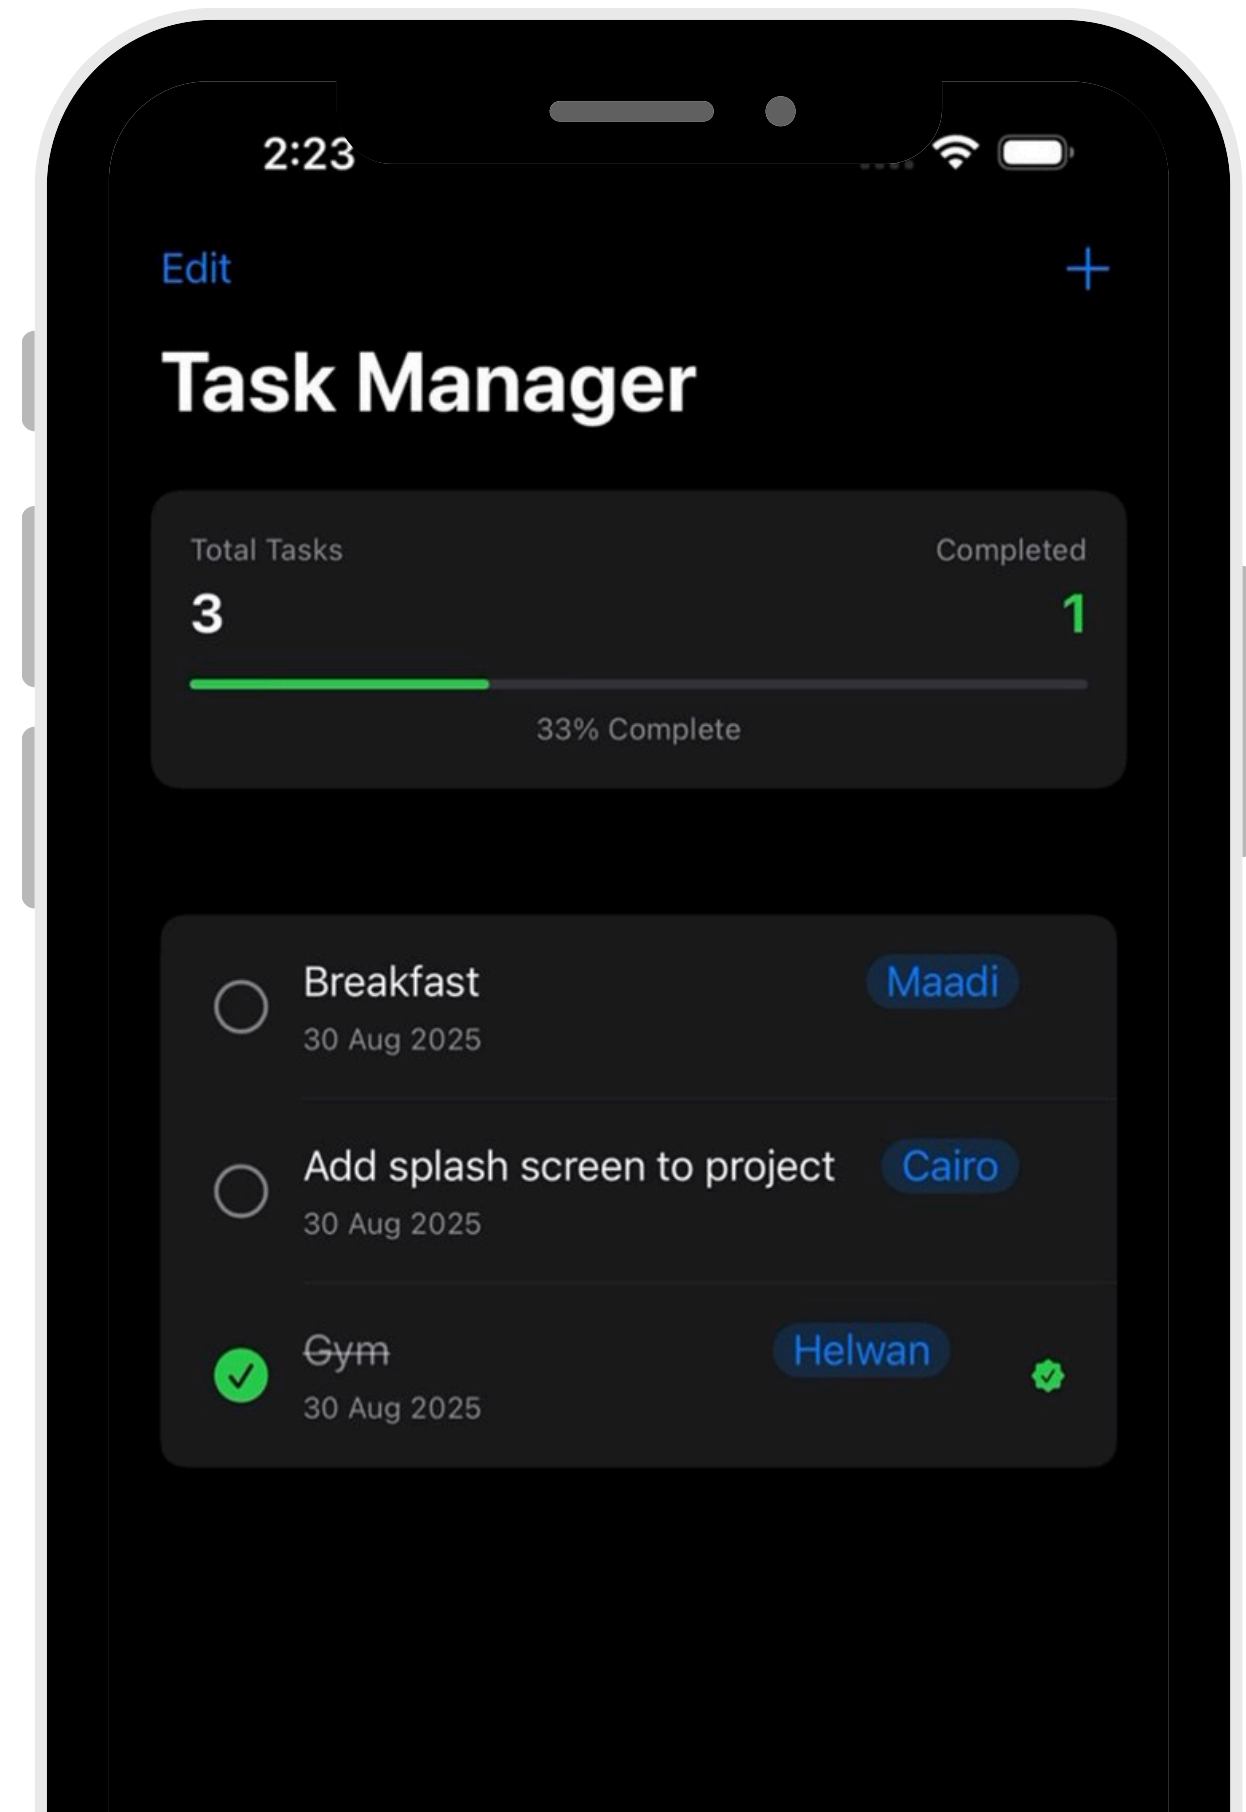 2:23
Edit
Task Manager
Total Tasks Completed
3 1
33% Complete
Breakfast Maadi
30 Aug 2025
Add splash screen to project Cairo
30 Aug 2025
Gym Helwan
30 Aug 2025